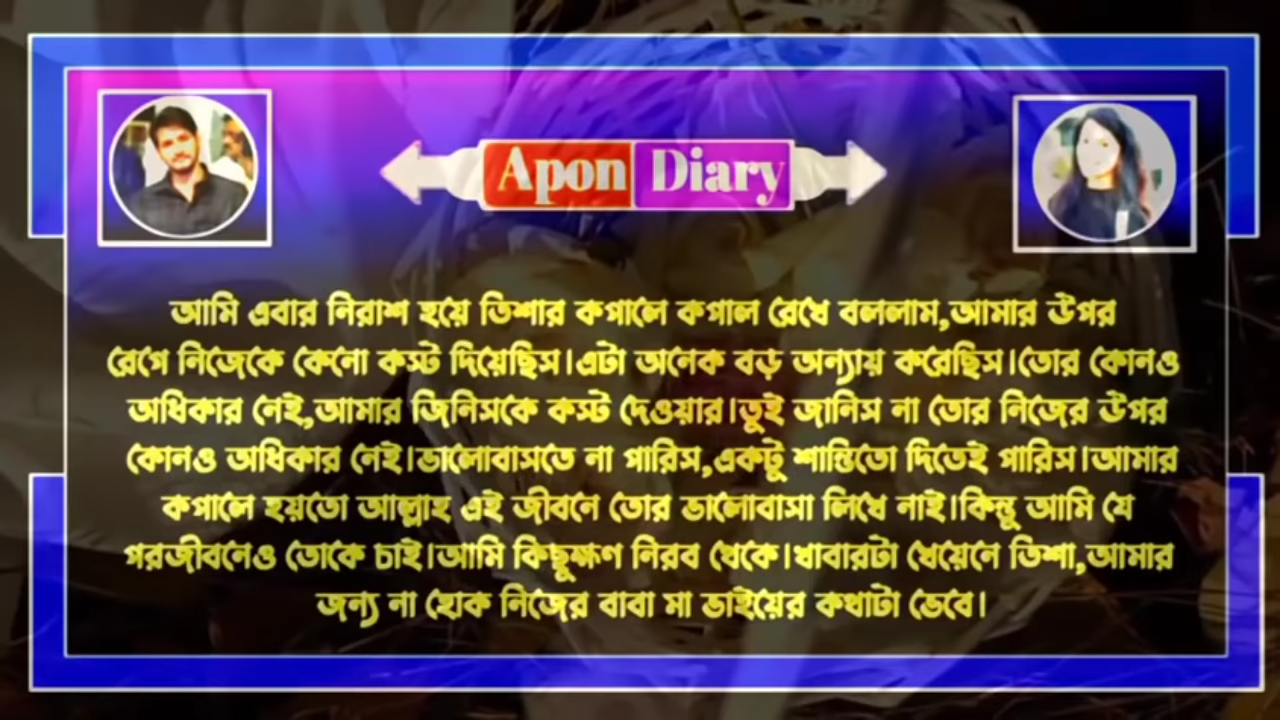 Apon Diary
আমি এবার নিরাশ হয়ে তিশার কপালে কপাল রেখে বললাম,আমার উপর
রেগে নিজেকে কেনো কস্ট দিয়েছিস।এটা অনেক বড় অন্যায় করেছিস।তোর কোনও
অধিকার নেই,আমার জিনিসকে কস্ট দেওয়ার।তুই জানিস না তোর নিজের উপর
কোনও অধিকার নেই।ভালোবাসতে না পারিস,একটু শান্তিতো দিতেই পারিস।আমার
কপালে হয়তো আল্লাহ এই জীবনে তোর ভালোবাসা লিখে নাই।কিন্তু আমি যে
পরজীবনেও তোকে চাই।আমি কিছুক্ষণ নিরব থেকে।খাবারটা খেয়েনে তিশা,আমার
জন্য না হোক নিজের বাবা মা ভাইয়ের কথাটা ভেবে।